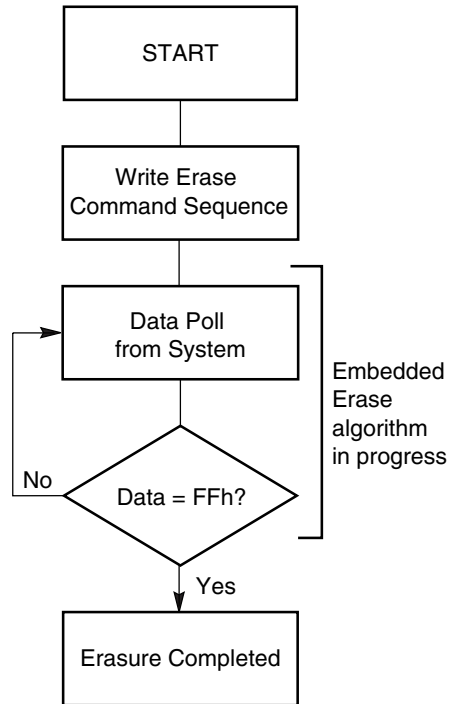 START
Write Erase
Command Sequence
Data Poll
from System
Embedded
Erase
algorithm
in progress
No
Data = FFh?
Yes
Erasure Completed